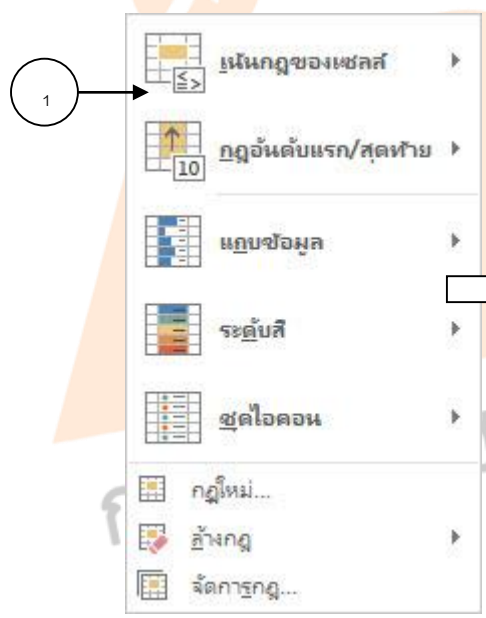 1
เน้นกฎของเซลล์
≤>
กฎอันดับแรก/สุดท้าย
10
แถบข้อมูล
ระดับสี
ชุดไอคอน
กฎใหม่...
ล้างกฎ
จัดการกฎ...